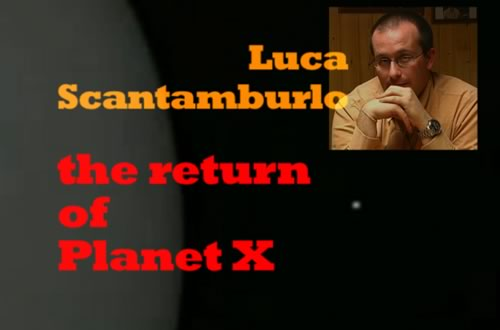 Luca
Scantamburlo
the return
of
Planet X